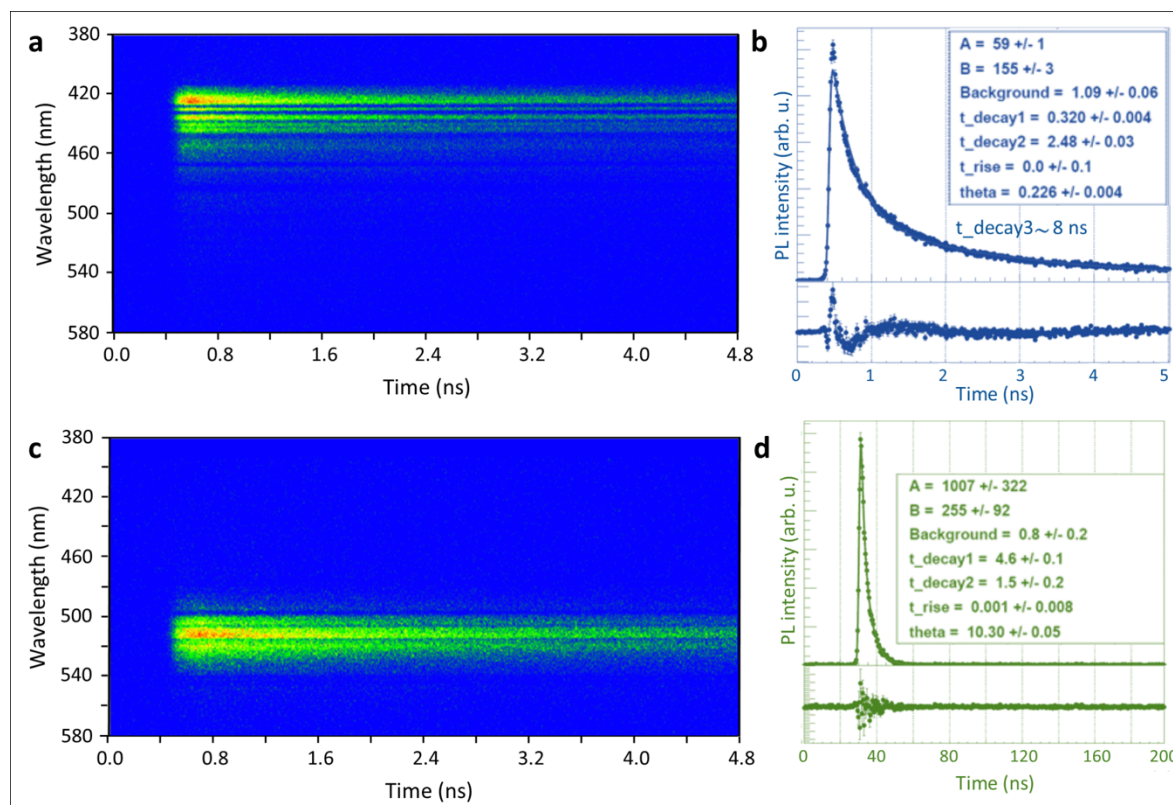 a
380
420
460
500
540
580
Wavelength (nm)
0.0 0.8 1.6 2.4 3.2 4.0 4.8
Time (ns)
b
PL intensity (arb. u.)
A = 59 +/- 1
B = 155 +/- 3
Background = 1.09 +/- 0.06
t_decay1 = 0.320 +/- 0.004
t_decay2 = 2.48 +/- 0.03
t_rise = 0.0 +/- 0.1
theta = 0.226 +/- 0.004
t_decay3~ 8 ns
0 1 2 3 4 5
Time (ns)
c
380
420
460
500
540
580
Wavelength (nm)
0.0 0.8 1.6 2.4 3.2 4.0 4.8
Time (ns)
d
PL intensity (arb. u.)
A = 1007 +/- 322
B = 255 +/- 92
Background = 0.8 +/- 0.2
t_decay1 = 4.6 +/- 0.1
t_decay2 = 1.5 +/- 0.2
t_rise = 0.001 +/- 0.008
theta = 10.30 +/- 0.05
0 40 80 120 160 200
Time (ns)